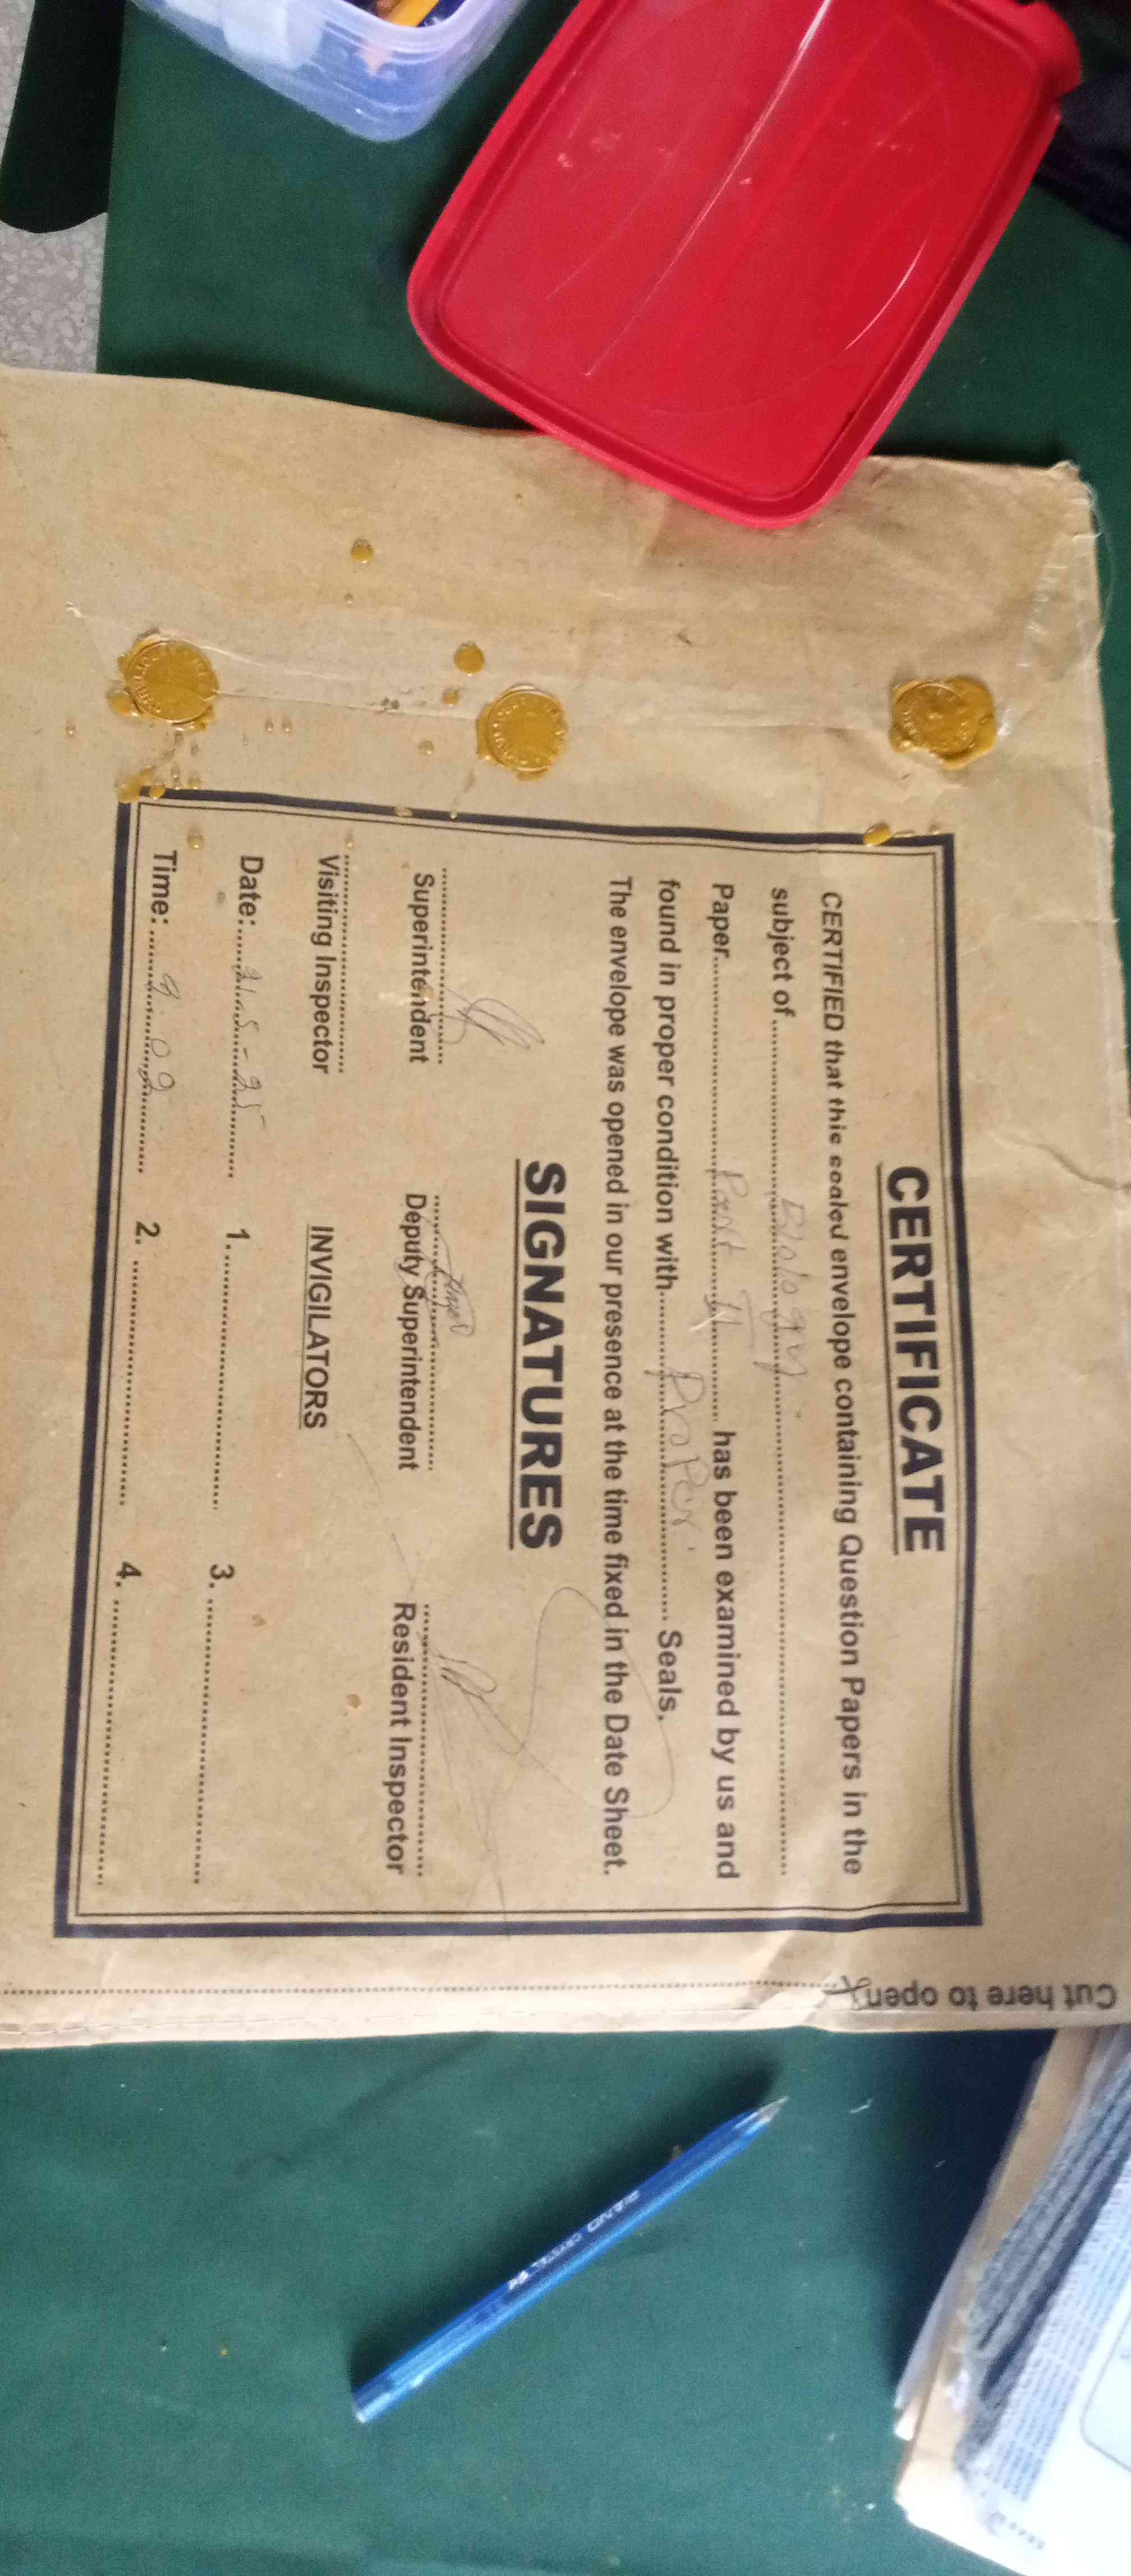 CERTIFICATE
CERTIFIED that this sealed envelope containing Question Papers in the
subject of Biology
Paper Part II has been examined by us and
found in proper condition with Proper Seals.
The envelope was opened in our presence at the time fixed in the Date Sheet.
SIGNATURES
Superintendent Deputy Superintendent Resident Inspector
Visiting Inspector INVIGILATORS
Date: 21-5-25 1. 3.
Time: 9:09 2. 4.
Cut here to open